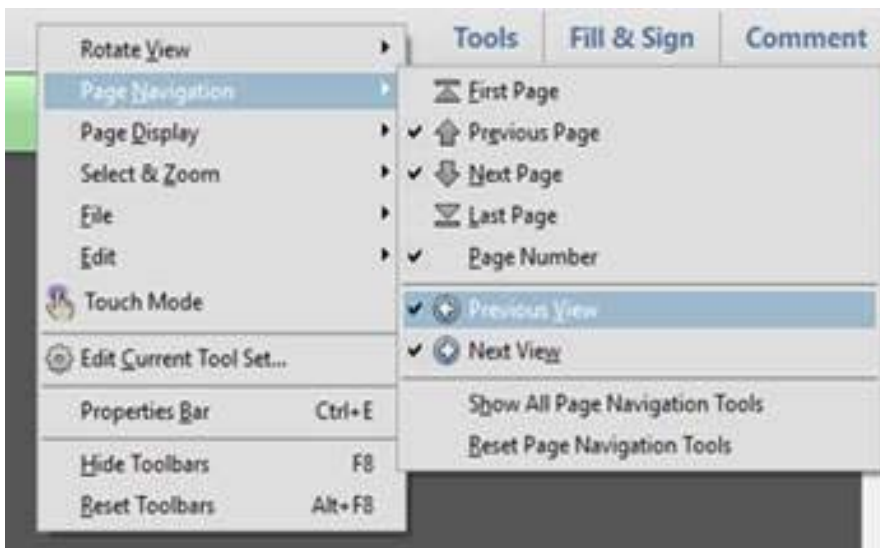 Tools Fill & Sign Comment
Rotate View
Page Navigation
Page Display
Select & Zoom
File
Edit
Touch Mode
Edit Current Tool Set...
Properties Bar Ctrl+E
Hide Toolbars F8
Reset Toolbars Alt+F8
First Page
Previous Page
Next Page
Last Page
Page Number
Previous View
Next View
Show All Page Navigation Tools
Reset Page Navigation Tools